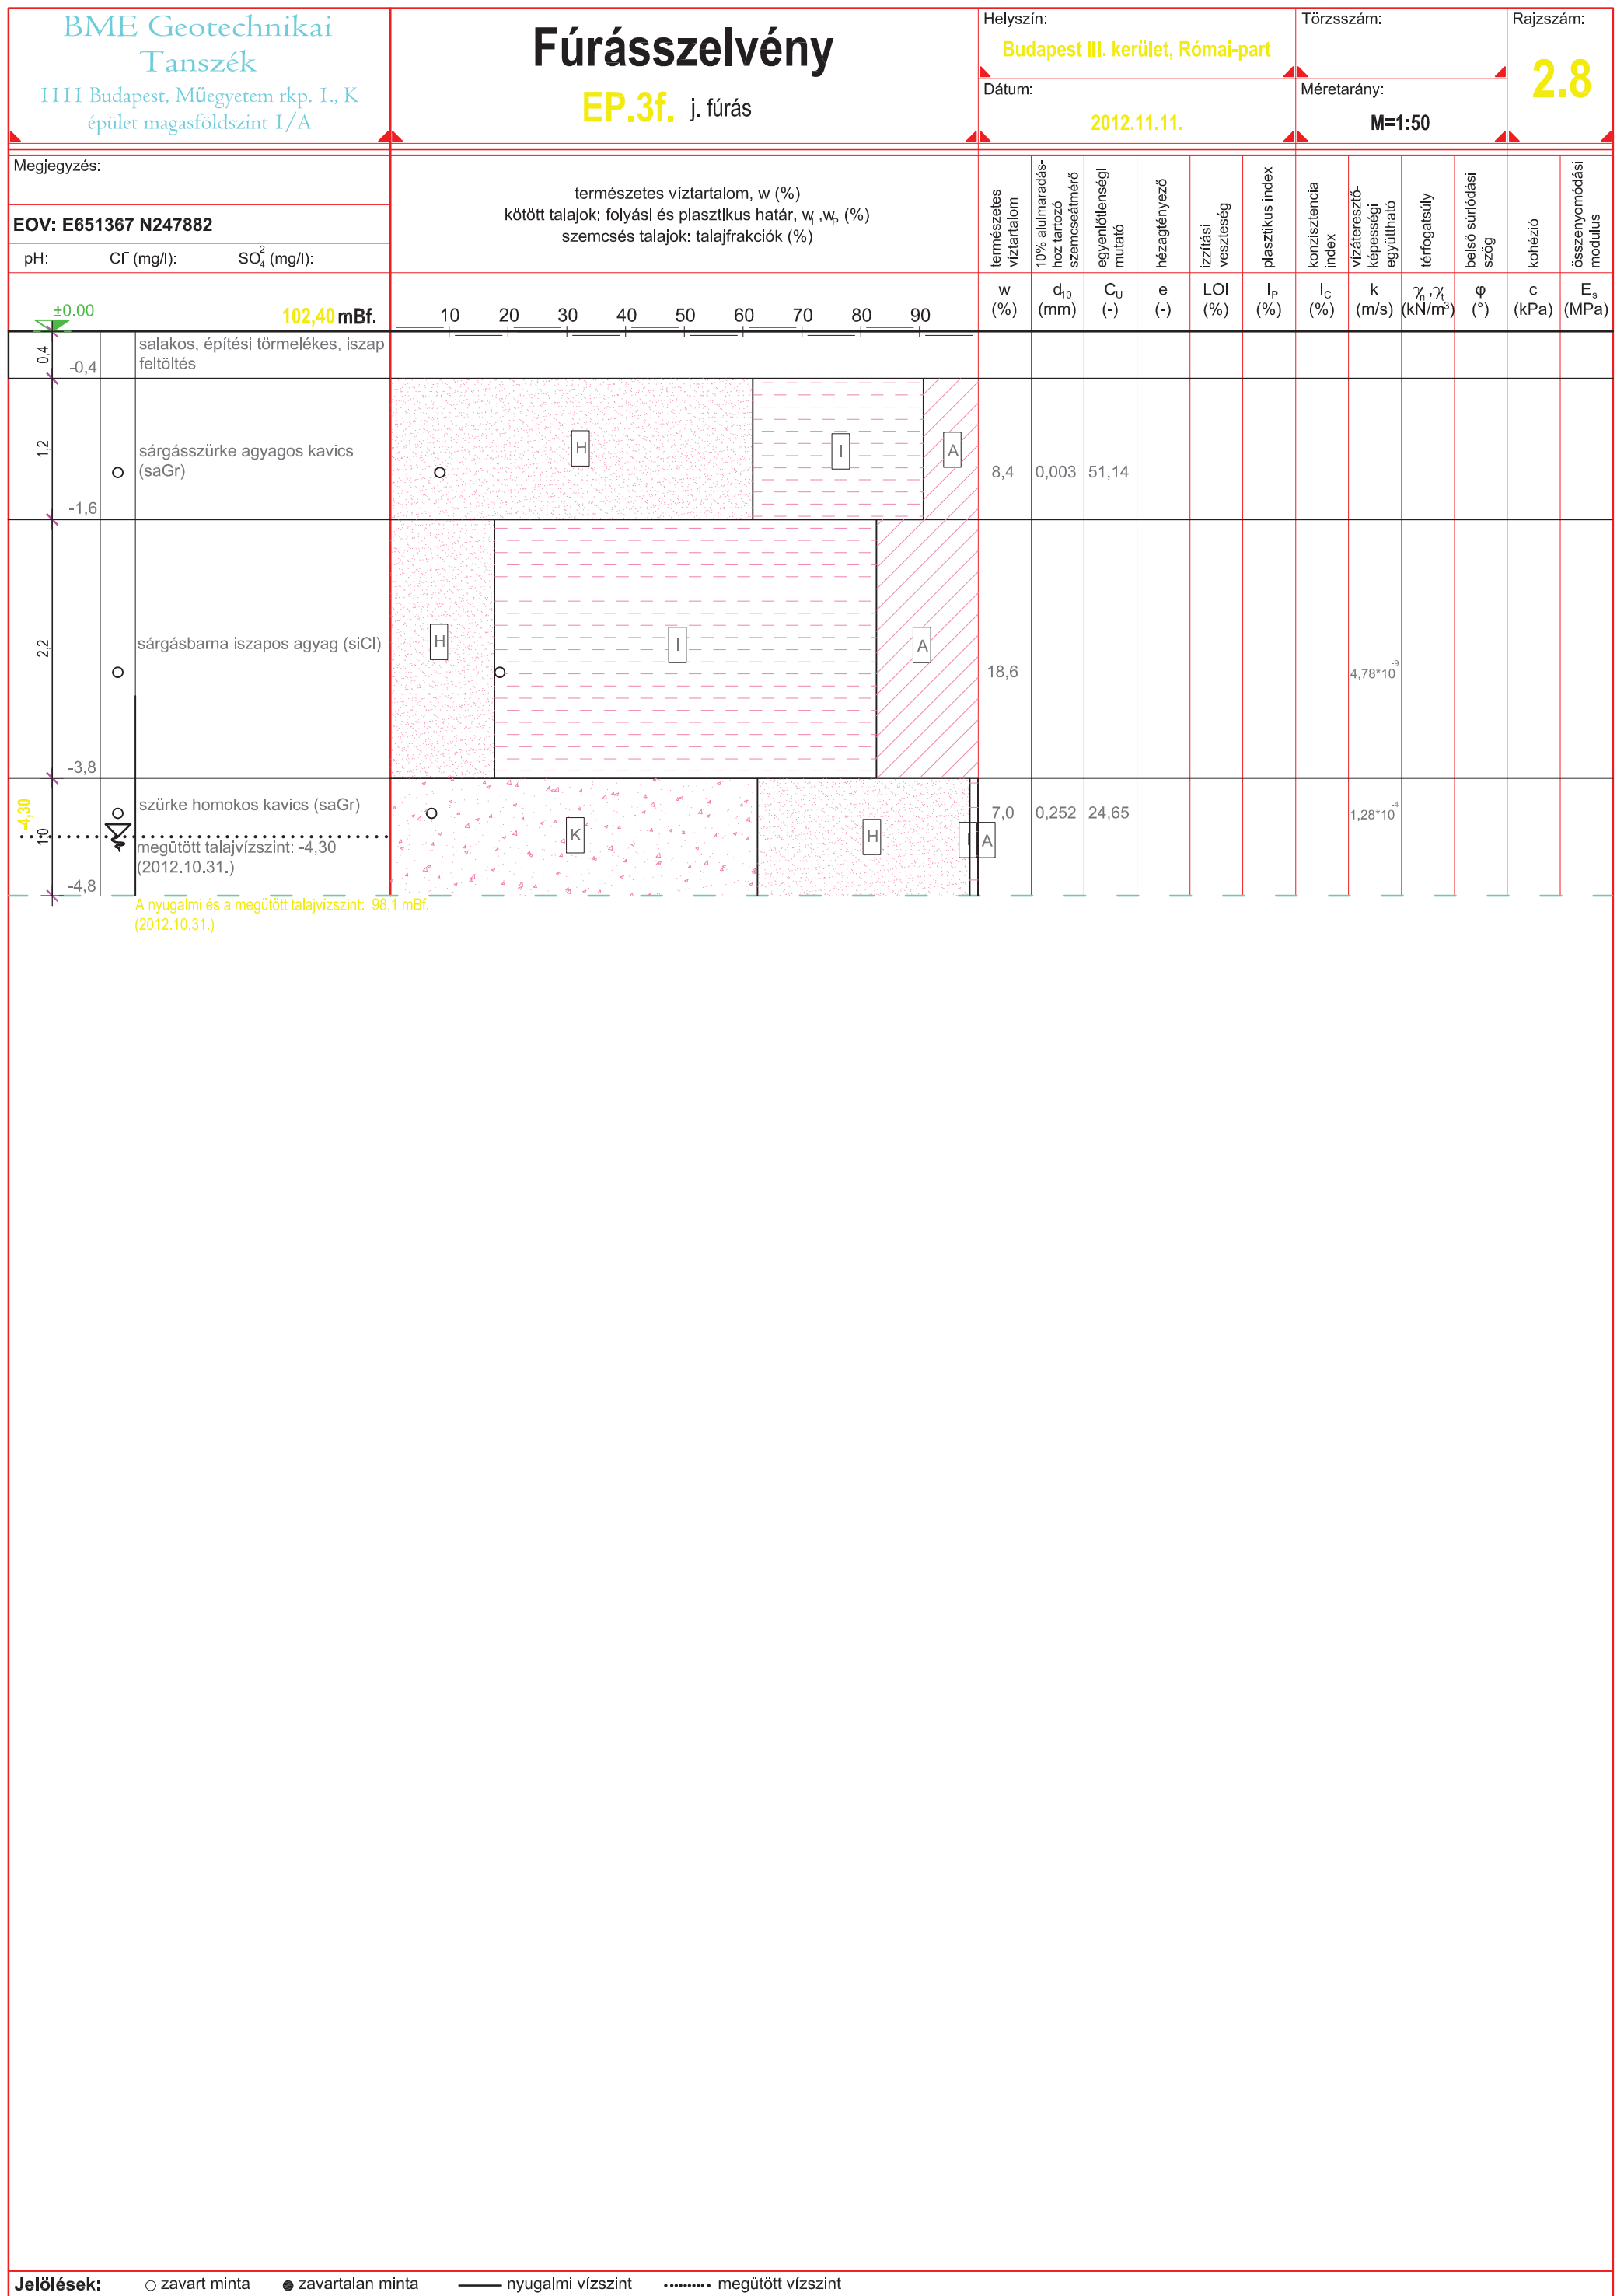 BME Geotechnikai
Tanszék
1111 Budapest, Műegyetem rkp. 1., K
épület magasföldszint 1/A
Fúrásszelvény
EP.3f. j. fúrás
Helyszín:
Budapest III. kerület, Római-part
Dátum:
2012.11.11.
Törzsszám:
Méretarány:
M=1:50
Rajzszám:
2.8
Megjegyzés:
EOV: E651367 N247882
pH: Cl⁻ (mg/l): SO₄²⁻ (mg/l):
±0.00
102,40 mBf.
természetes víztartalom, w (%)
kötött talajok: folyási és plasztikus határ, wL,wP, (%)
szemcsés talajok: talajfrakciók (%)
10 20 30 40 50 60 70 80 90
természetes
víztartalom
w
(%)
10% alulmaradás-
hoz tartozó
szemcseátmérő
d₁₀
(mm)
egyenlőtlenségi
mutató
CU
(-)
hézagtényező
e
(-)
izzítási
veszteség
LOI
(%)
plasztikus index
IP
(%)
konzisztencia
index
IC
(%)
vízáteresztő-
képességi
együttható
k
(m/s)
térfogatsúly
γn,γt
(kN/m³)
belső súrlódási
szög
φ
(°)
kohézió
c
(kPa)
összenyomódási
modulus
Es
(MPa)
0,4
-0,4
salakos, építési törmelékes, iszap
feltöltés
1,2
-1,6
sárgásszürke agyagos kavics
(saGr)
H I A
8,4 0,003 51,14
2,2
-3,8
sárgásbarna iszapos agyag (siCl)
H I A
18,6 4,78*10⁻⁹
-4,30
1,0
-4,8
szürke homokos kavics (saGr)
megütött talajvízszint: -4,30
(2012.10.31.)
K H I A
7,0 0,252 24,65 1,28*10⁻⁴
A nyugalmi és a megütött talajvízszint: 98,1 mBf.
(2012.10.31.)
Jelölések: zavart minta zavartalan minta nyugalmi vízszint megütött vízszint